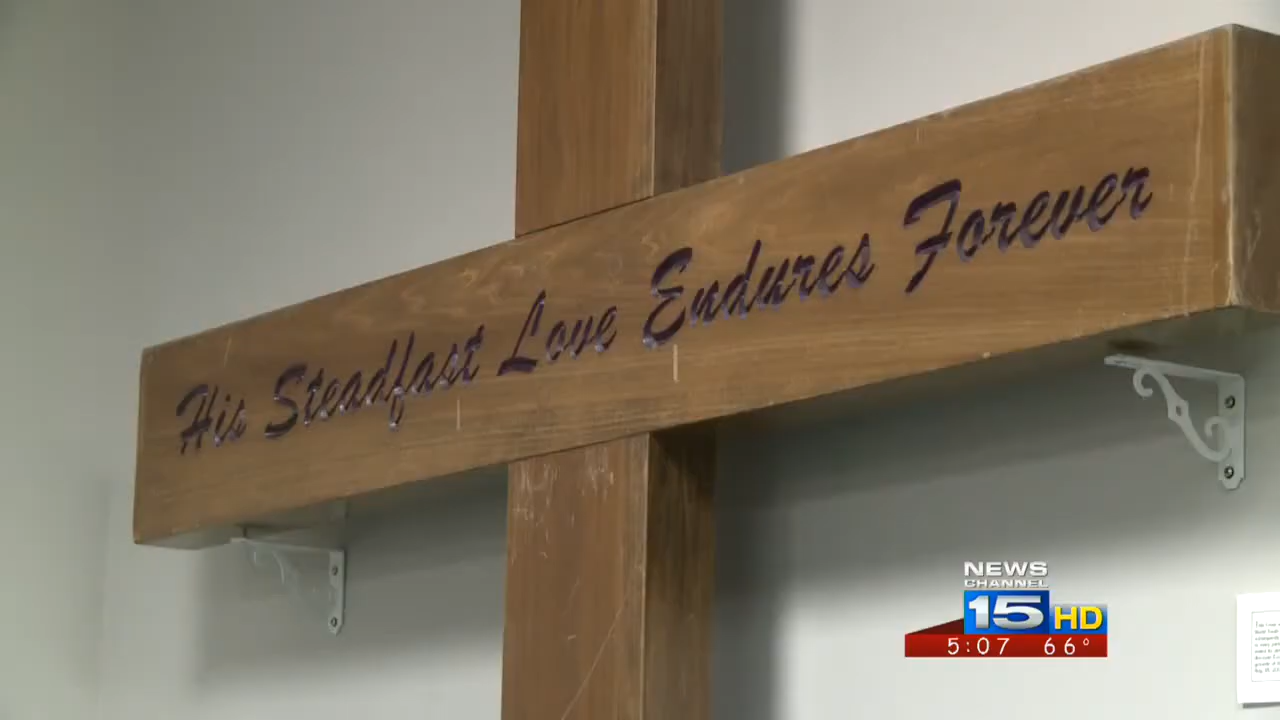 His Steadfast Love Endures Forever
NEWS
CHANNEL
15 HD
5:07 66°